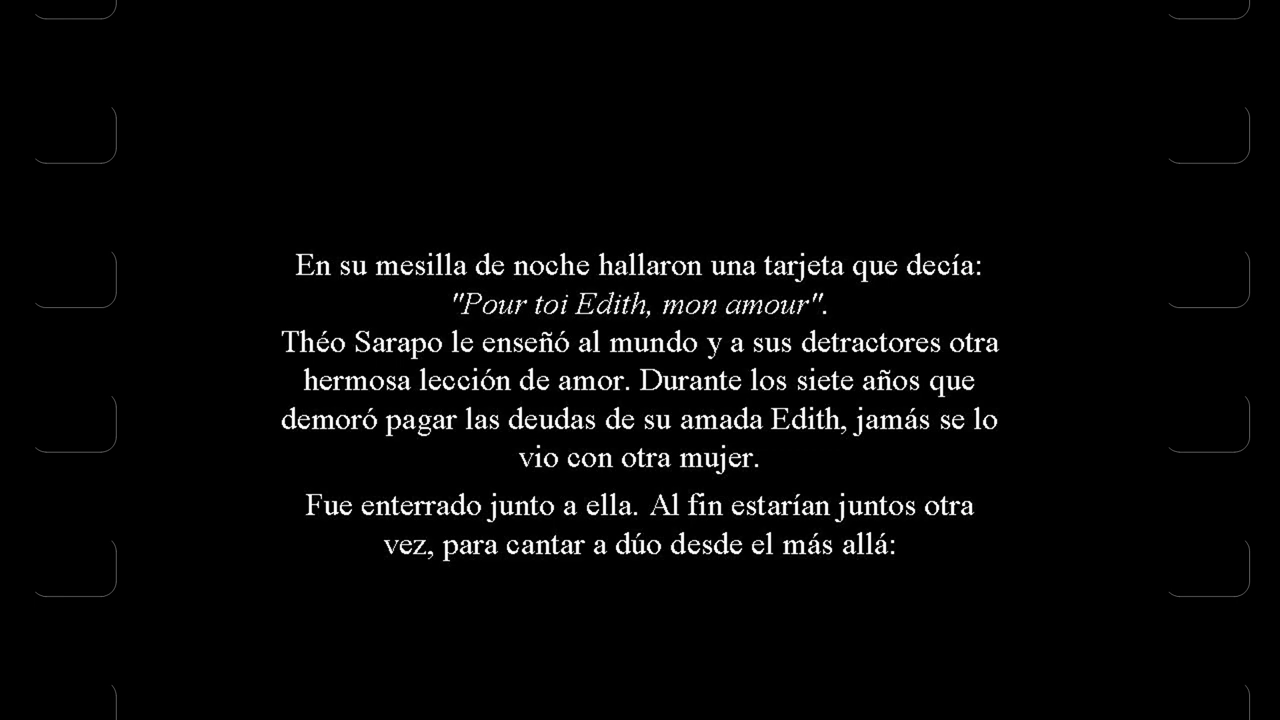 En su mesilla de noche hallaron una tarjeta que decía:
"Pour toi Edith, mon amour".
Théo Sarapo le enseñó al mundo y a sus detractores otra
hermosa lección de amor. Durante los siete años que
demoró pagar las deudas de su amada Edith, jamás se lo
vio con otra mujer.
Fue enterrado junto a ella. Al fin estarían juntos otra
vez, para cantar a dúo desde el más allá: